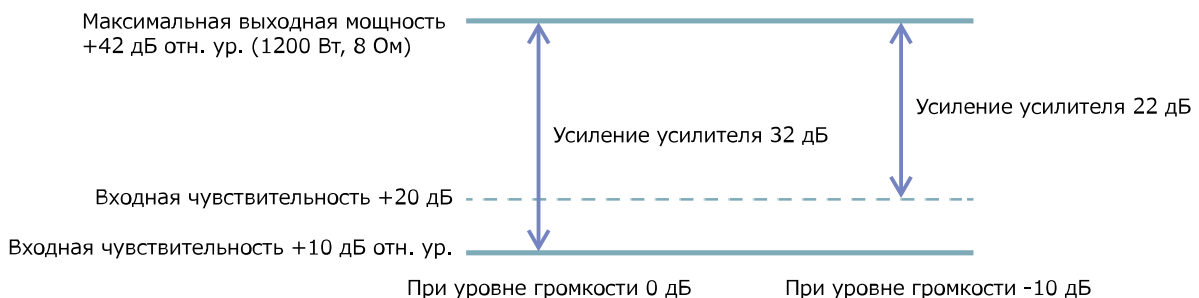 Максимальная выходная мощность
+42 дБ отн. ур. (1200 Вт, 8 Ом)
Усиление усилителя 22 дБ
Усиление усилителя 32 дБ
Входная чувствительность +20 дБ
Входная чувствительность +10 дБ отн. ур.
При уровне громкости 0 дБ
При уровне громкости -10 дБ